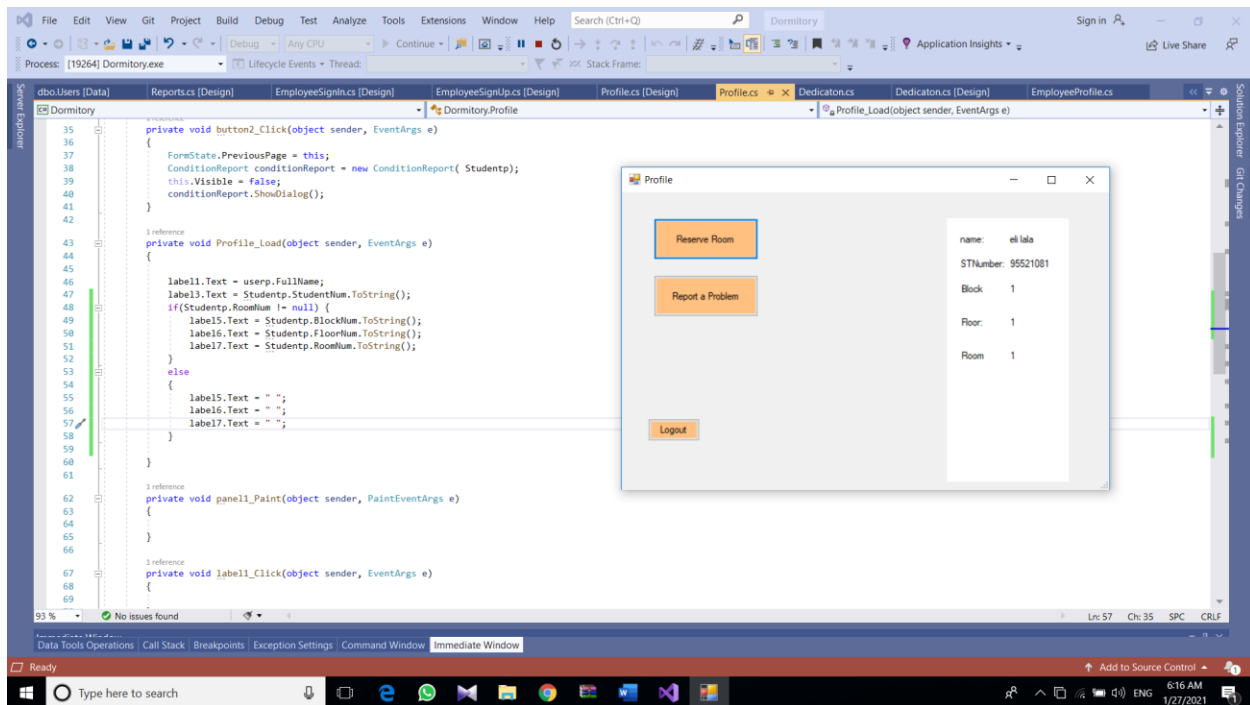 File Edit View Git Project Build Debug Test Analyze Tools Extensions Window Help Search (Ctrl+Q) Dormitory Sign in
Debug Any CPU Continue Application Insights Live Share
Process: [19264] Dormitory.exe Lifecycle Events Thread: Stack Frame:
dbo.Users [Data] Reports.cs [Design] EmployeeSignIn.cs [Design] EmployeeSignUp.cs [Design] Profile.cs [Design] Profile.cs Dedicaton.cs Dedicaton.cs [Design] EmployeeProfile.cs
Server Explorer
Solution Explorer
Git Changes
Dormitory Dormitory.Profile Profile_Load(object sender, EventArgs e)
35 private void button2_Click(object sender, EventArgs e)
36 {
37 FormState.PreviousPage = this;
38 ConditionReport conditionReport = new ConditionReport( Studentp);
39 this.Visible = false;
40 conditionReport.ShowDialog();
41 }
42
1 reference
43 private void Profile_Load(object sender, EventArgs e)
44 {
45
46 label1.Text = userp.FullName;
47 label3.Text = Studentp.StudentNum.ToString();
48 if(Studentp.RoomNum != null) {
49 label5.Text = Studentp.BlockNum.ToString();
50 label6.Text = Studentp.FloorNum.ToString();
51 label7.Text = Studentp.RoomNum.ToString();
52 }
53 else
54 {
55 label5.Text = " ";
56 label6.Text = " ";
57 label7.Text = " ";
58 }
59
60 }
61
1 reference
62 private void panel1_Paint(object sender, PaintEventArgs e)
63 {
64
65 }
66
1 reference
67 private void label1_Click(object sender, EventArgs e)
68 {
69
Profile
Reserve Room
Report a Problem
Logout
name: eli lala
STNumber: 95521081
Block 1
Floor: 1
Room 1
93 % No issues found Ln: 57 Ch: 35 SPC CRLF
Data Tools Operations Call Stack Breakpoints Exception Settings Command Window Immediate Window
Ready Add to Source Control
Type here to search ENG 6:16 AM
1/27/2021